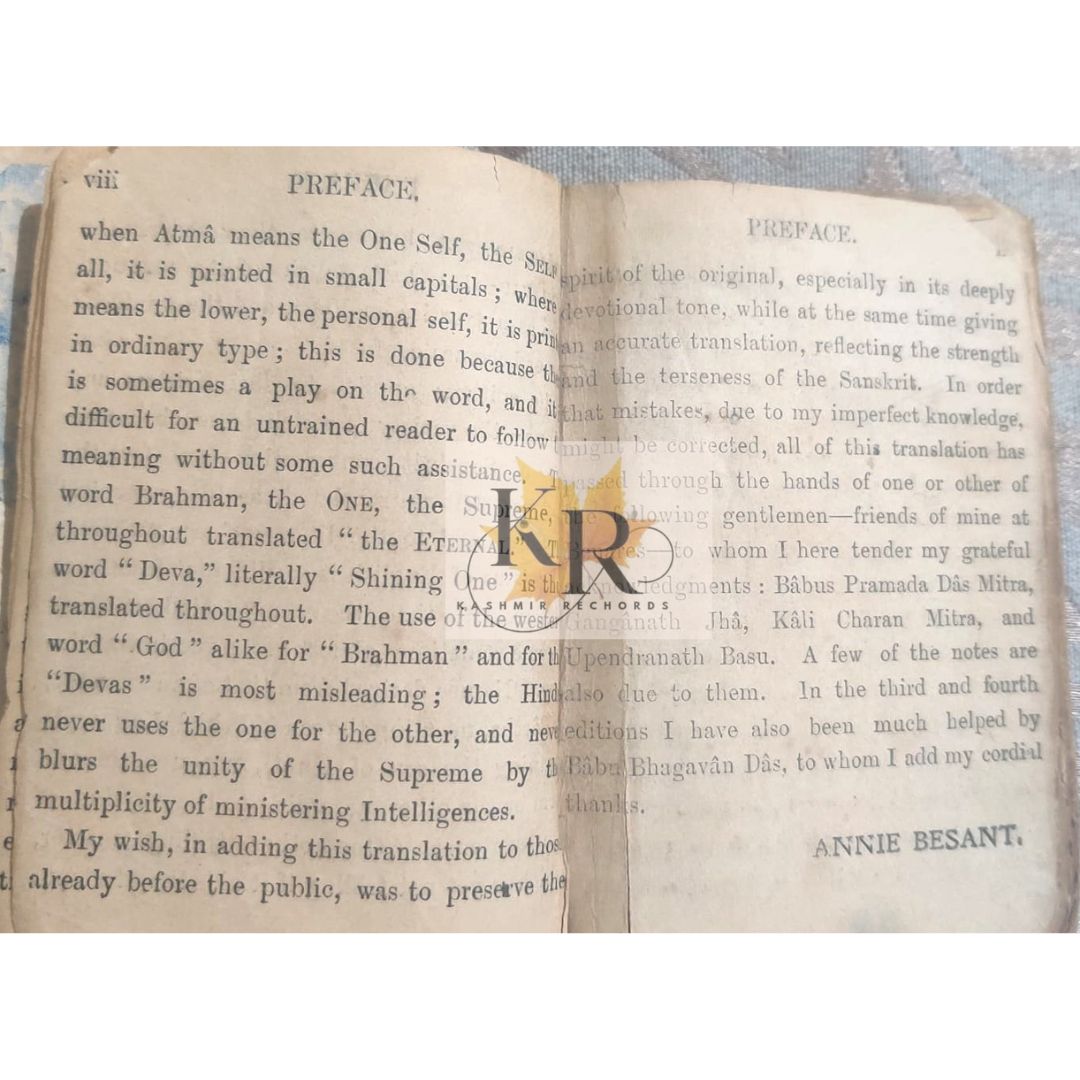 viii
PREFACE.
when Atmâ means the One Self, the SELF
all, it is printed in small capitals; where
means the lower, the personal self, it is prin
in ordinary type; this is done because th
is sometimes a play on the word, and it
difficult for an untrained reader to follow
meaning without some such assistance. T
word Brahman, the ONE, the Supreme,
throughout translated "the ETERNAL." T
word "Deva," literally "Shining One" is th
translated throughout. The use of the weste
word "God" alike for "Brahman" and for th
"Devas" is most misleading; the Hind
never uses the one for the other, and neve
blurs the unity of the Supreme by th
multiplicity of ministering Intelligences.
My wish, in adding this translation to thos
already before the public, was to preserve the
PREFACE.
spirit of the original, especially in its deeply
devotional tone, while at the same time giving
an accurate translation, reflecting the strength
and the terseness of the Sanskrit. In order
that mistakes, due to my imperfect knowledge,
might be corrected, all of this translation has
passed through the hands of one or other of
the following gentlemen—friends of mine at
to whom I here tender my grateful
acknowledgments : Bâbus Pramada Dâs Mitra,
Gangânath Jhâ, Kâli Charan Mitra, and
Upendranath Basu. A few of the notes are
also due to them. In the third and fourth
editions I have also been much helped by
Bâbu Bhagavân Dâs, to whom I add my cordial
thanks.
ANNIE BESANT.
KR
KASHMIR RECHORDS